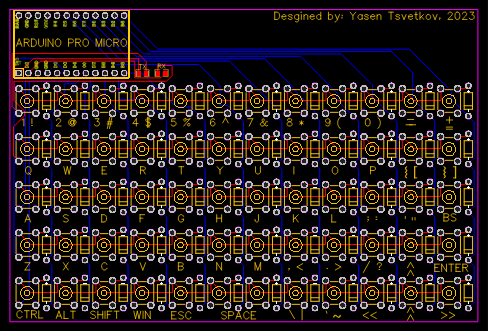 Desgined by: Yasen Tsvetkov, 2023
ARDUINO PRO MICRO
TX RX
1! 2@ 3# 4$ 5% 6^ 7& 8* 9( 0) _- +=
Q W E R T Y U I O P {[ }]
A S D F G H J K L ;: '" BS
Z X C V B N M ,< .> /? ^ ENTER
CTRL ALT SHIFT WIN ESC SPACE \| `~ << ^ >>